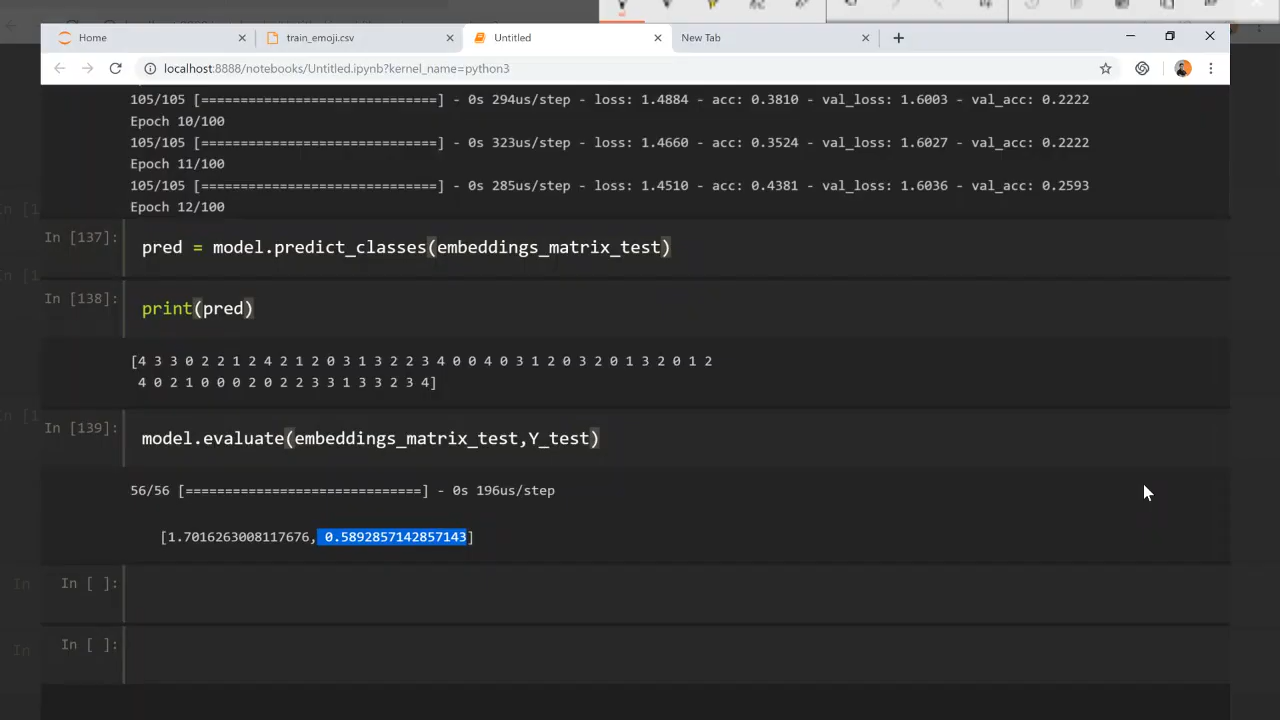 Home
train_emoji.csv
Untitled
New Tab
localhost:8888/notebooks/Untitled.ipynb?kernel_name=python3
105/105 [==============================] - 0s 294us/step - loss: 1.4884 - acc: 0.3810 - val_loss: 1.6003 - val_acc: 0.2222
Epoch 10/100
105/105 [==============================] - 0s 323us/step - loss: 1.4660 - acc: 0.3524 - val_loss: 1.6027 - val_acc: 0.2222
Epoch 11/100
105/105 [==============================] - 0s 285us/step - loss: 1.4510 - acc: 0.4381 - val_loss: 1.6036 - val_acc: 0.2593
Epoch 12/100
In [137]: pred = model.predict_classes(embeddings_matrix_test)
In [138]: print(pred)
[4 3 3 0 2 2 1 2 4 2 1 2 0 3 1 3 2 2 3 4 0 0 4 0 3 1 2 0 3 2 0 1 3 2 0 1 2
4 0 2 1 0 0 0 2 0 2 2 3 3 1 3 3 2 3 4]
In [139]: model.evaluate(embeddings_matrix_test,Y_test)
56/56 [==============================] - 0s 196us/step
[1.7016263008117676, 0.5892857142857143]
In [ ]:
In [ ]: